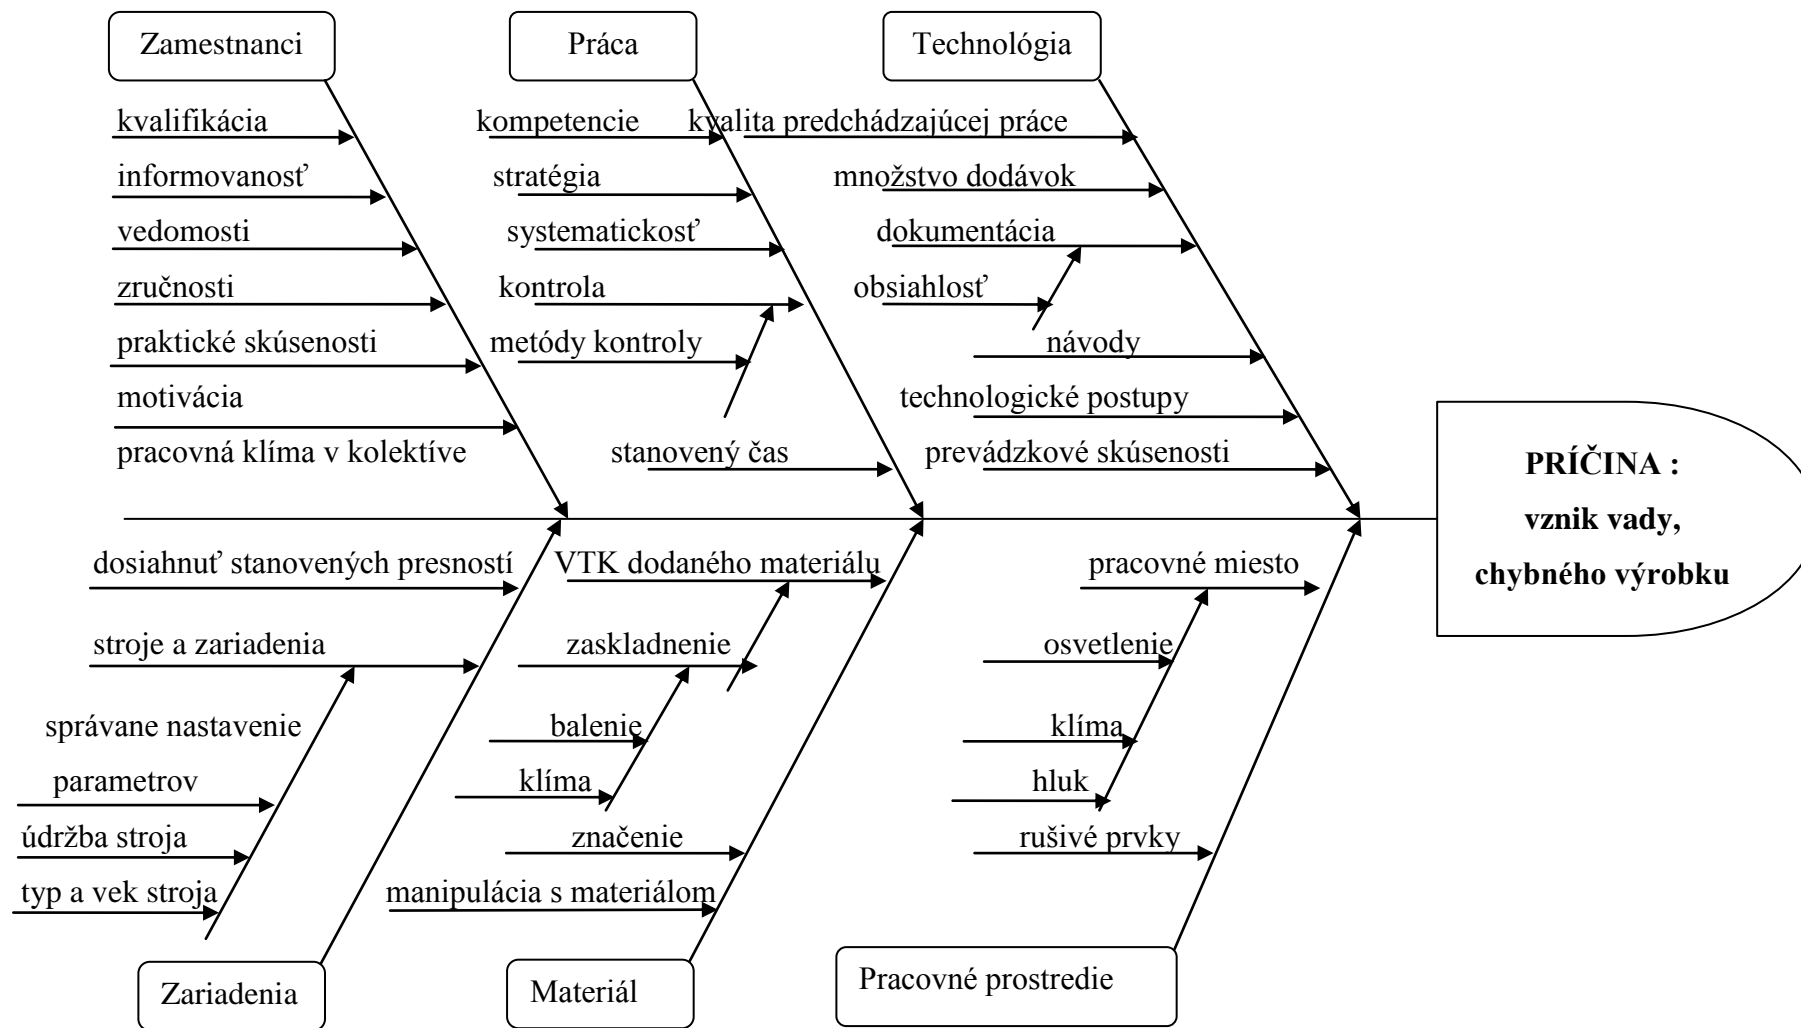 Zamestnanci
Práca
Technológia
kvalifikácia
kompetencie
kvalita predchádzajúcej práce
informovanosť
stratégia
množstvo dodávok
vedomosti
systematickosť
dokumentácia
zručnosti
kontrola
obsiahlosť
praktické skúsenosti
metódy kontroly
návody
motivácia
technologické postupy
pracovná klíma v kolektíve
stanovený čas
prevádzkové skúsenosti
PRÍČINA :
vznik vady,
chybného výrobku
dosiahnuť stanovených presností
VTK dodaného materiálu
pracovné miesto
stroje a zariadenia
zaskladnenie
osvetlenie
správane nastavenie
parametrov
balenie
klíma
klíma
hluk
údržba stroja
značenie
rušivé prvky
typ a vek stroja
manipulácia s materiálom
Zariadenia
Materiál
Pracovné prostredie